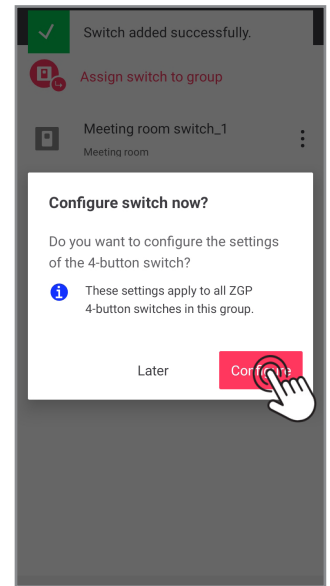 Switch added successfully.
Assign switch to group
Meeting room switch_1
Meeting room
Configure switch now?
Do you want to configure the settings
of the 4-button switch?
These settings apply to all ZGP
4-button switches in this group.
Later
Configure